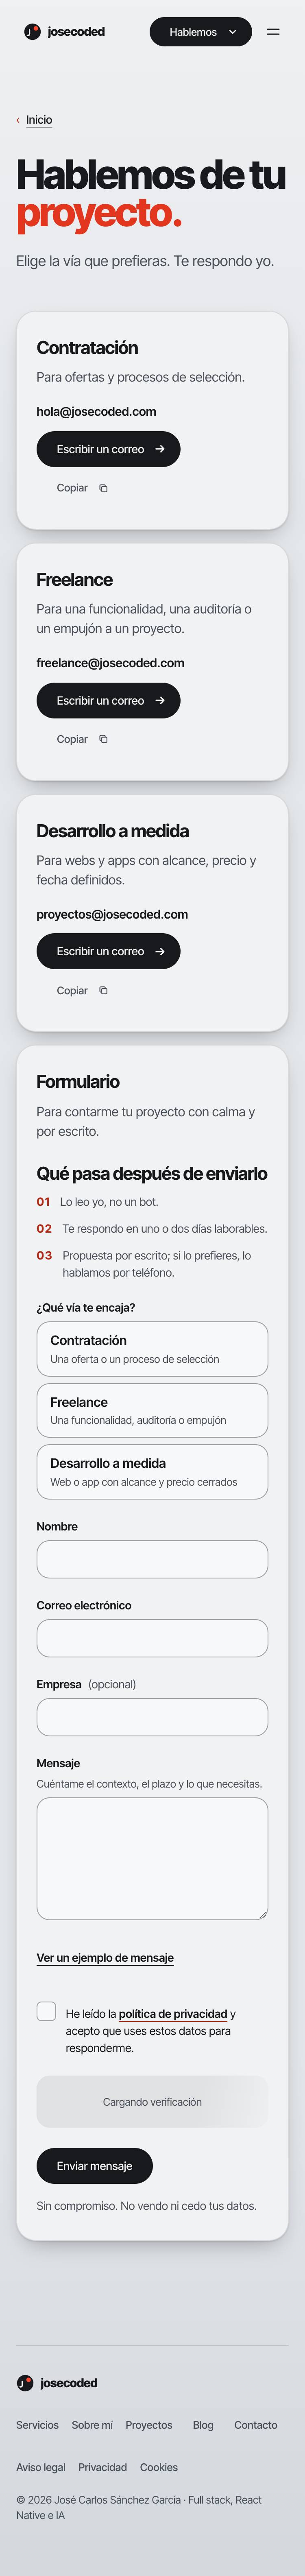 josecoded
Hablemos
‹ Inicio
Hablemos de tu
proyecto.
Elige la vía que prefieras. Te respondo yo.
Contratación
Para ofertas y procesos de selección.
hola@josecoded.com
Escribir un correo →
Copiar
Freelance
Para una funcionalidad, una auditoría o
un empujón a un proyecto.
freelance@josecoded.com
Escribir un correo →
Copiar
Desarrollo a medida
Para webs y apps con alcance, precio y
fecha definidos.
proyectos@josecoded.com
Escribir un correo →
Copiar
Formulario
Para contarme tu proyecto con calma y
por escrito.
Qué pasa después de enviarlo
01 Lo leo yo, no un bot.
02 Te respondo en uno o dos días laborables.
03 Propuesta por escrito; si lo prefieres, lo
hablamos por teléfono.
¿Qué vía te encaja?
Contratación
Una oferta o un proceso de selección
Freelance
Una funcionalidad, auditoría o empujón
Desarrollo a medida
Web o app con alcance y precio cerrados
Nombre
Correo electrónico
Empresa (opcional)
Mensaje
Cuéntame el contexto, el plazo y lo que necesitas.
Ver un ejemplo de mensaje
He leído la política de privacidad y
acepto que uses estos datos para
responderme.
Cargando verificación
Enviar mensaje
Sin compromiso. No vendo ni cedo tus datos.
josecoded
Servicios Sobre mí Proyectos Blog Contacto
Aviso legal Privacidad Cookies
© 2026 José Carlos Sánchez García · Full stack, React
Native e IA